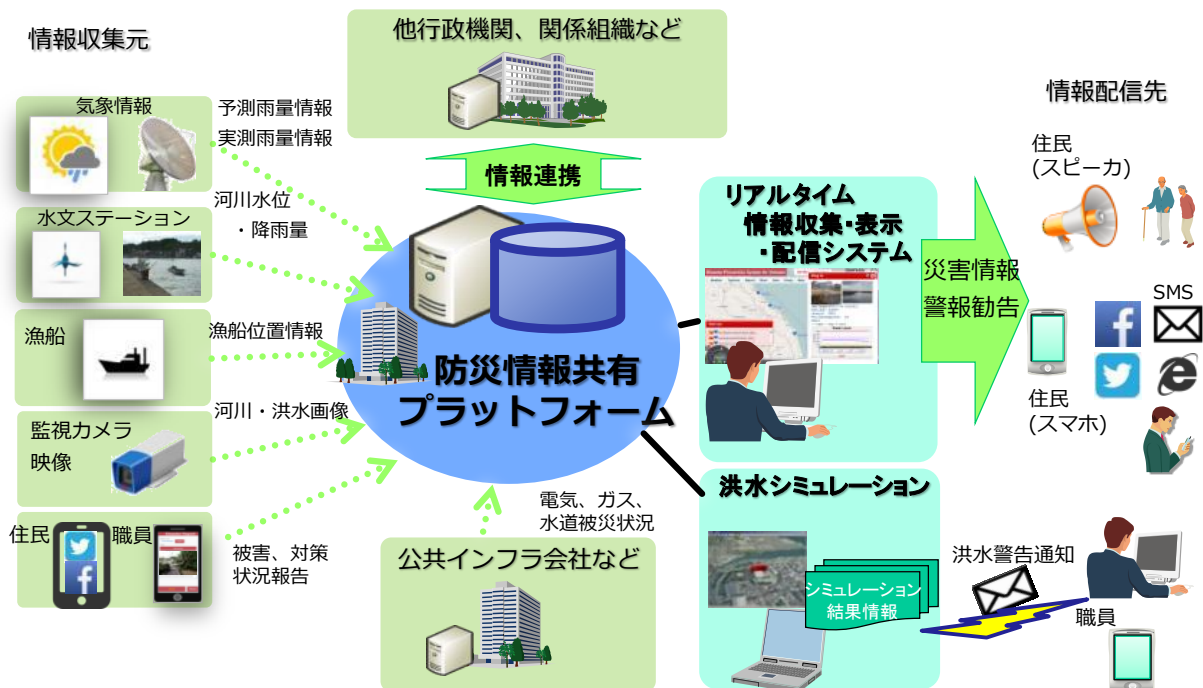 情報収集元
他行政機関、関係組織など
情報連携
気象情報
予測雨量情報
実測雨量情報
水文ステーション
河川水位
・降雨量
漁船
漁船位置情報
監視カメラ
映像
河川・洪水画像
住民
職員
被害、対策
状況報告
防災情報共有
プラットフォーム
電気、ガス、
水道被災状況
公共インフラ会社など
リアルタイム
情報収集・表示
・配信システム
洪水シミュレーション
シミュレーション
結果情報
災害情報
警報勧告
情報配信先
住民
(スピーカ)
SMS
住民
(スマホ)
洪水警告通知
職員